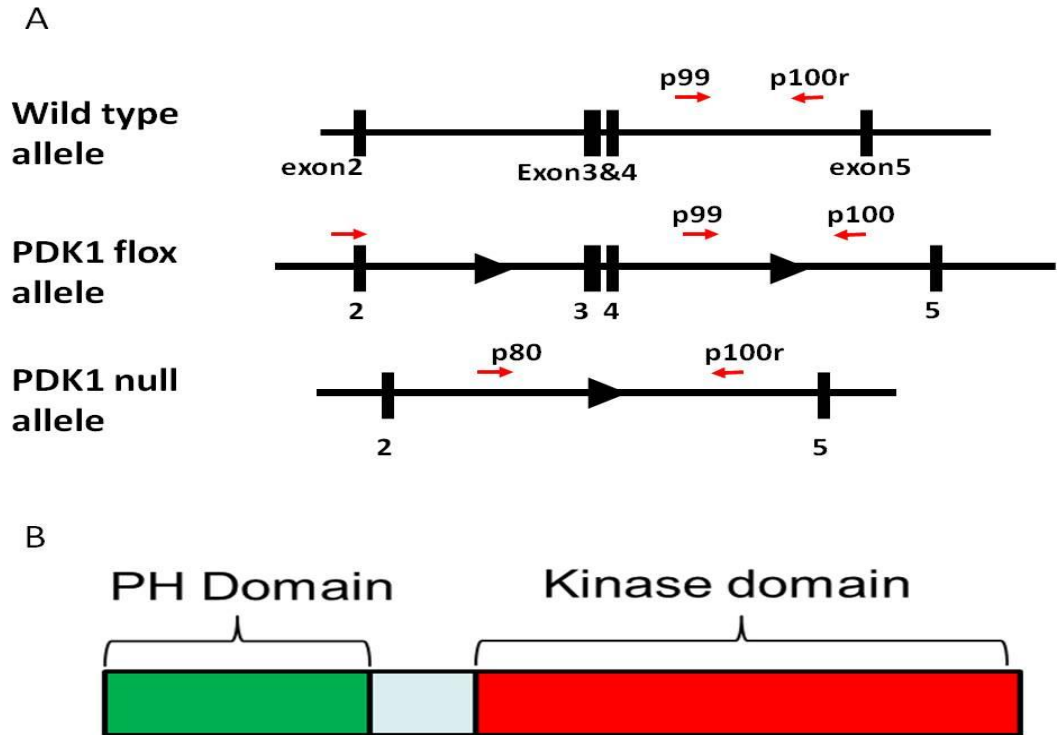 A
p99 p100r
Wild type
allele
exon2 Exon3&4 exon5
p99 p100
PDK1 flox
allele
2 3 4 5
p80 p100r
PDK1 null
allele
2 5
B
PH Domain Kinase domain